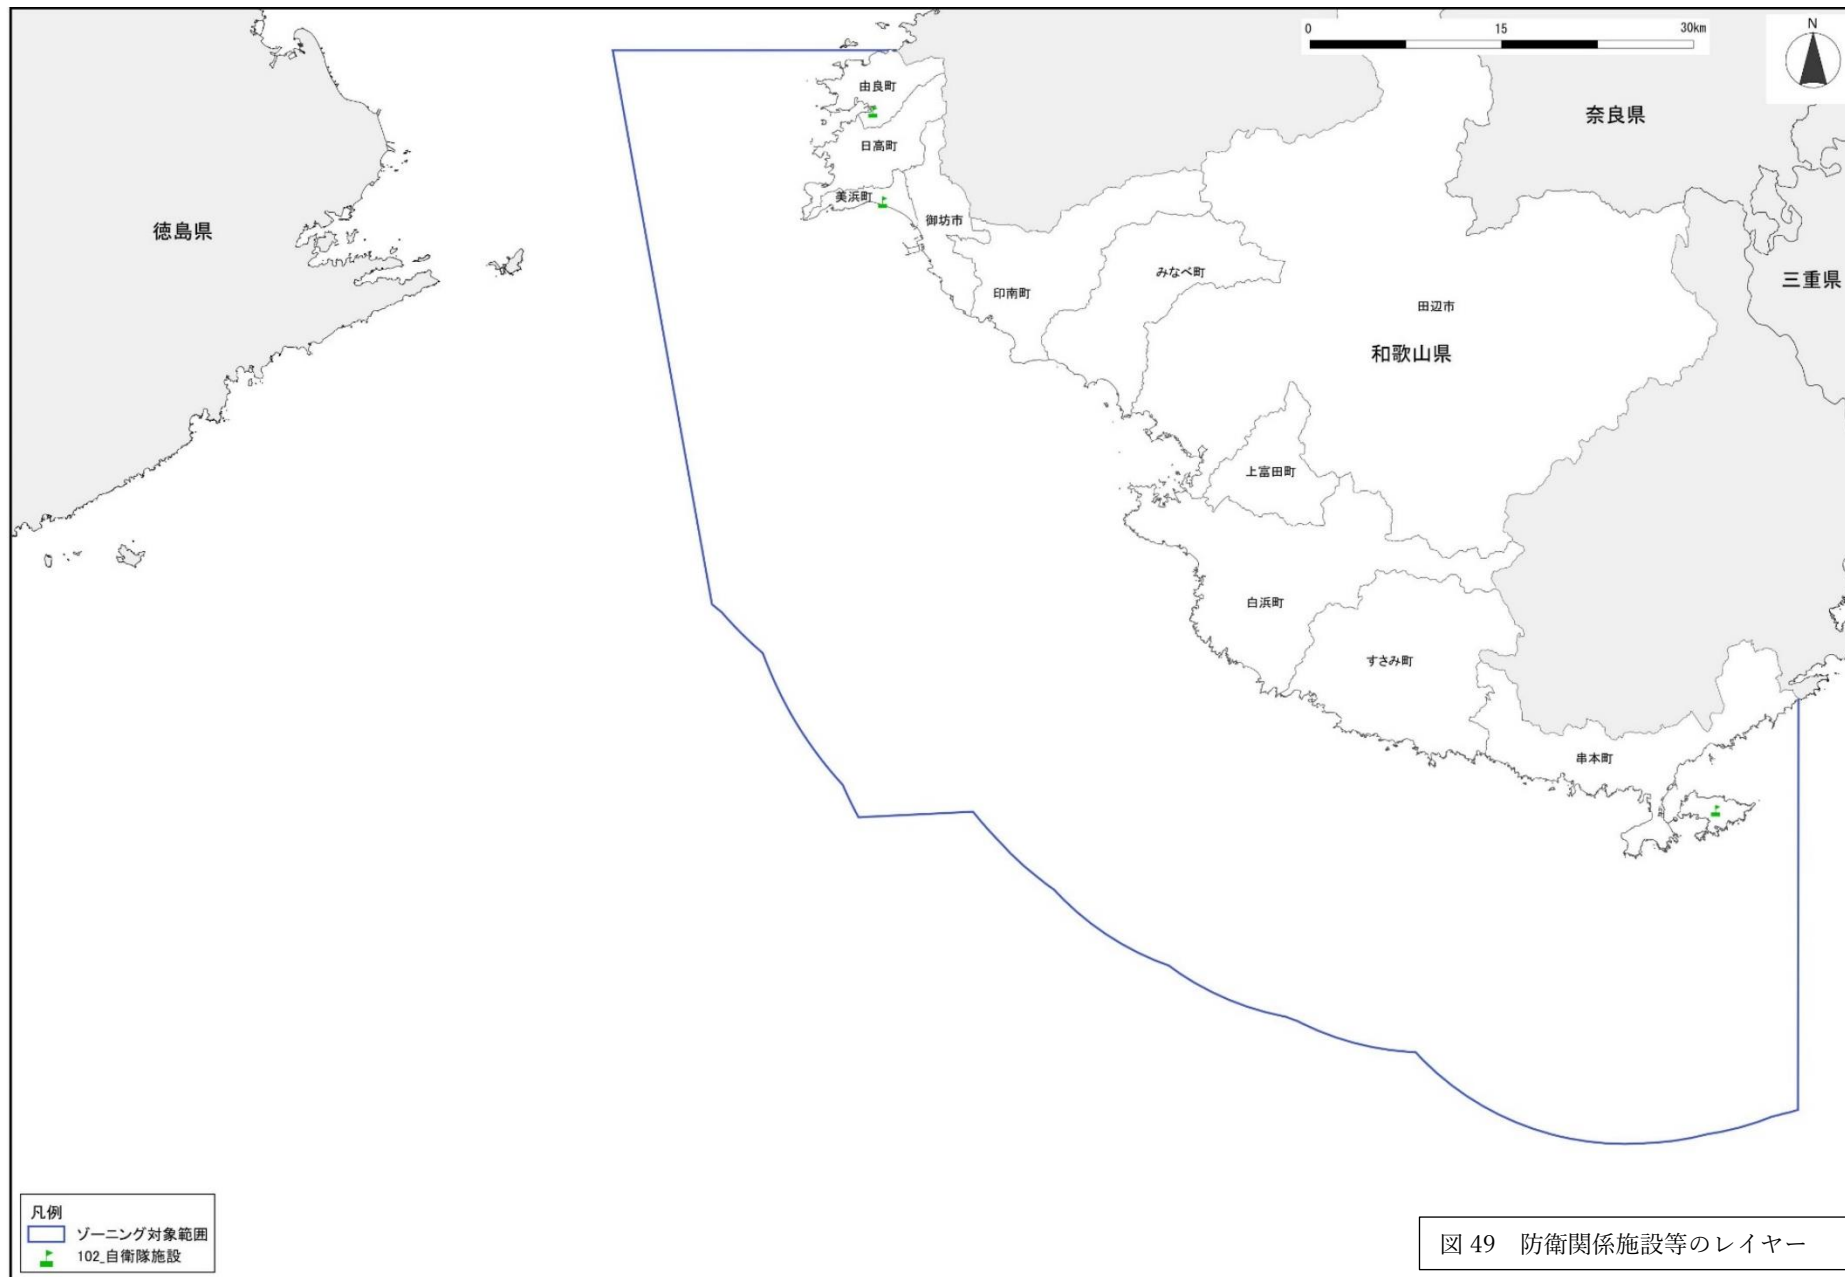 0 15 30km
N
由良町
奈良県
日高町
美浜町
御坊市
徳島県
みなべ町
三重県
印南町
田辺市
和歌山県
上富田町
白浜町
すさみ町
串本町
凡例
ゾーニング対象範囲
102_自衛隊施設
図 49 防衛関係施設等のレイヤー